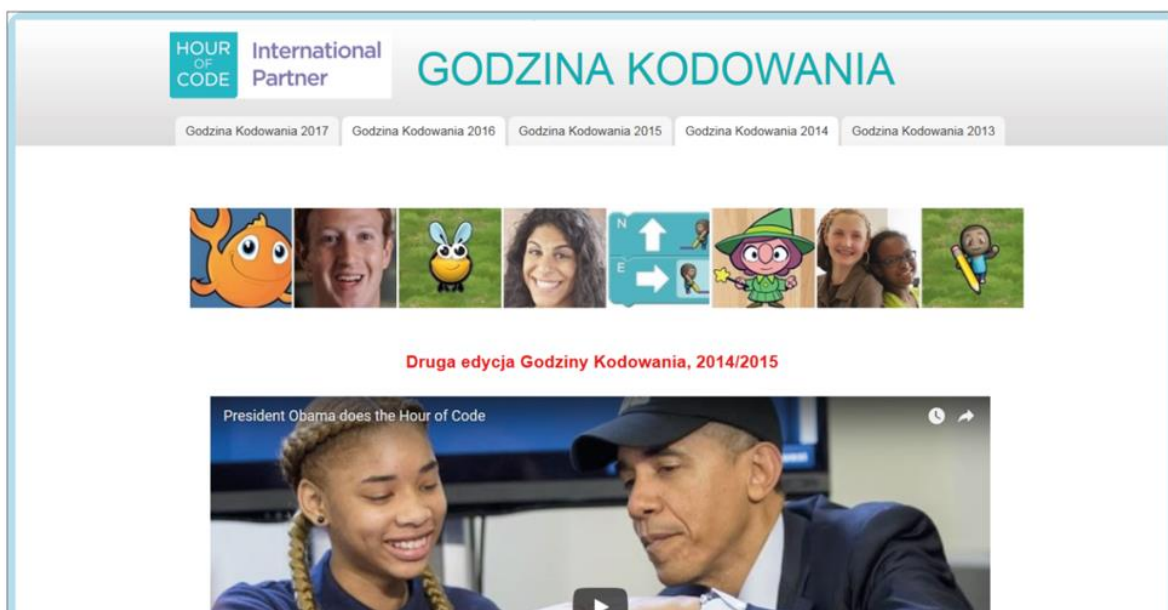 HOUR
OF
CODE
International
Partner
GODZINA KODOWANIA
Godzina Kodowania 2017 Godzina Kodowania 2016 Godzina Kodowania 2015 Godzina Kodowania 2014 Godzina Kodowania 2013
N
E
Druga edycja Godziny Kodowania, 2014/2015
President Obama does the Hour of Code